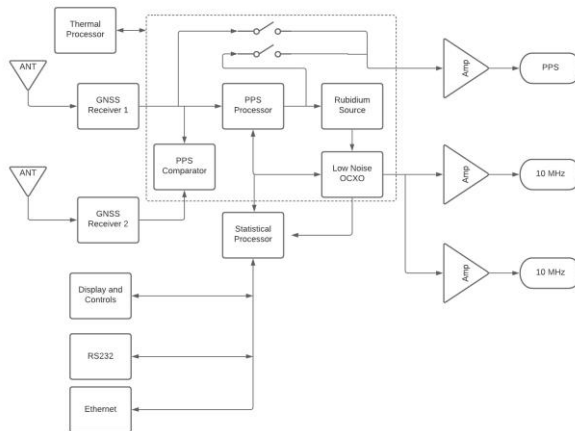 Thermal
Processor
ANT
GNSS
Receiver 1
PPS
Processor
Rubidium
Source
Amp
PPS
ANT
GNSS
Receiver 2
PPS
Comparator
Low Noise
OCXO
Amp
10 MHz
Statistical
Processor
Amp
10 MHz
Display and
Controls
RS232
Ethernet